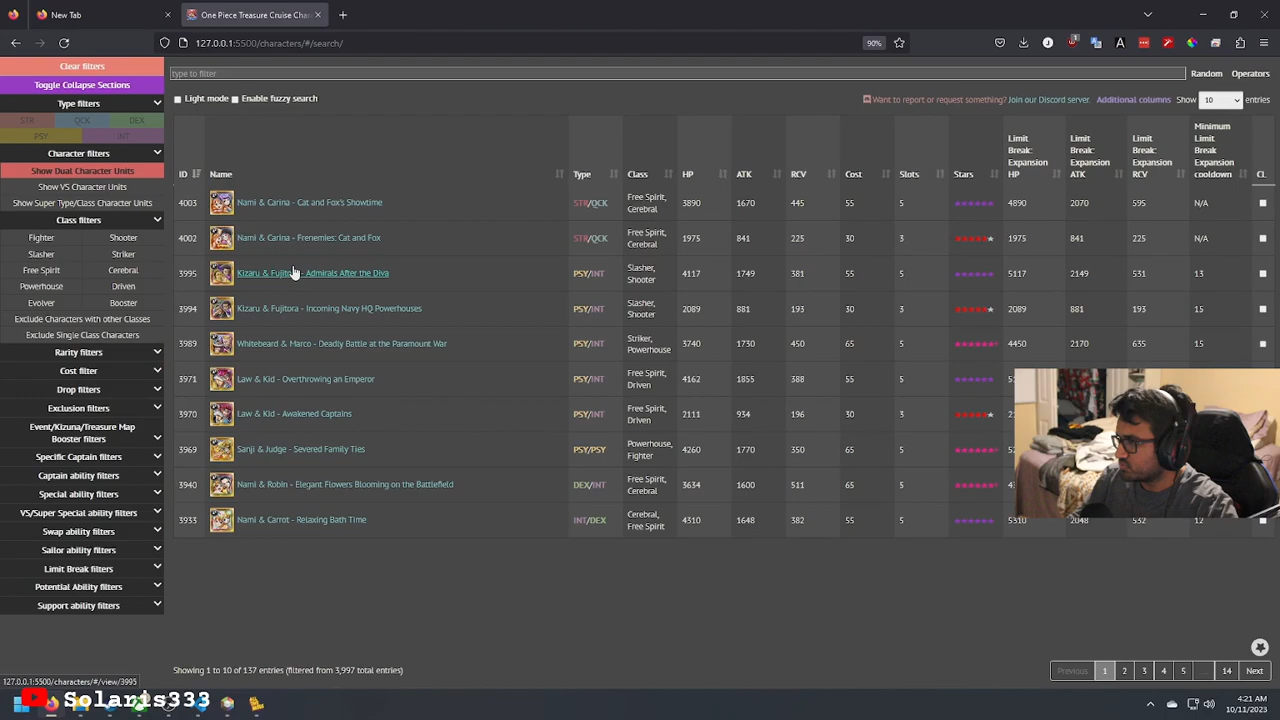 New Tab
One Piece Treasure Cruise Char
127.0.0.1:5500/characters/#/search/
90%
Clear filters
Toggle Collapse Sections
Type filters
STR QCK DEX
PSY INT
Character filters
Show Dual Character Units
Show VS Character Units
Show Super Type/Class Character Units
Class filters
Fighter Shooter
Slasher Striker
Free Spirit Cerebral
Powerhouse Driven
Evolver Booster
Exclude Characters with other Classes
Exclude Single Class Characters
Rarity filters
Cost filter
Drop filters
Exclusion filters
Event/Kizuna/Treasure Map
Booster filters
Specific Captain filters
Captain ability filters
Special ability filters
VS/Super Special ability filters
Swap ability filters
Sailor ability filters
Limit Break filters
Potential Ability filters
Support ability filters
type to filter
Random Operators
Light mode Enable fuzzy search
Want to report or request something? Join our Discord server. Additional columns Show 10 entries
ID Name Type Class HP ATK RCV Cost Slots Stars Limit Break: Expansion HP Limit Break: Expansion ATK Limit Break: Expansion RCV Minimum Limit Break Expansion cooldown CL
4003 Nami & Carina - Cat and Fox's Showtime STR/QCK Free Spirit, Cerebral 3890 1670 445 55 5 4890 2070 595 N/A
4002 Nami & Carina - Frenemies: Cat and Fox STR/QCK Free Spirit, Cerebral 1975 841 225 30 3 1975 841 225 N/A
3995 Kizaru & Fujitora - Admirals After the Diva PSY/INT Slasher, Shooter 4117 1749 381 55 5 5117 2149 531 13
3994 Kizaru & Fujitora - Incoming Navy HQ Powerhouses PSY/INT Slasher, Shooter 2089 881 193 30 3 2089 881 193 15
3989 Whitebeard & Marco - Deadly Battle at the Paramount War PSY/INT Striker, Powerhouse 3740 1730 450 65 5 4450 2170 635 15
3971 Law & Kid - Overthrowing an Emperor PSY/INT Free Spirit, Driven 4162 1855 388 55 5
3970 Law & Kid - Awakened Captains PSY/INT Free Spirit, Driven 2111 934 196 30 3
3969 Sanji & Judge - Severed Family Ties PSY/PSY Powerhouse, Fighter 4260 1770 350 65 5
3940 Nami & Robin - Elegant Flowers Blooming on the Battlefield DEX/INT Free Spirit, Cerebral 3634 1600 511 65 5
3933 Nami & Carrot - Relaxing Bath Time INT/DEX Cerebral, Free Spirit 4310 1648 382 55 5 5310 2048 532 12
Showing 1 to 10 of 137 entries (filtered from 3,997 total entries)
Previous 1 2 3 4 5 ... 14 Next
127.0.0.1:5500/characters/#/view/3995
Solaris333
4:21 AM
10/11/2023